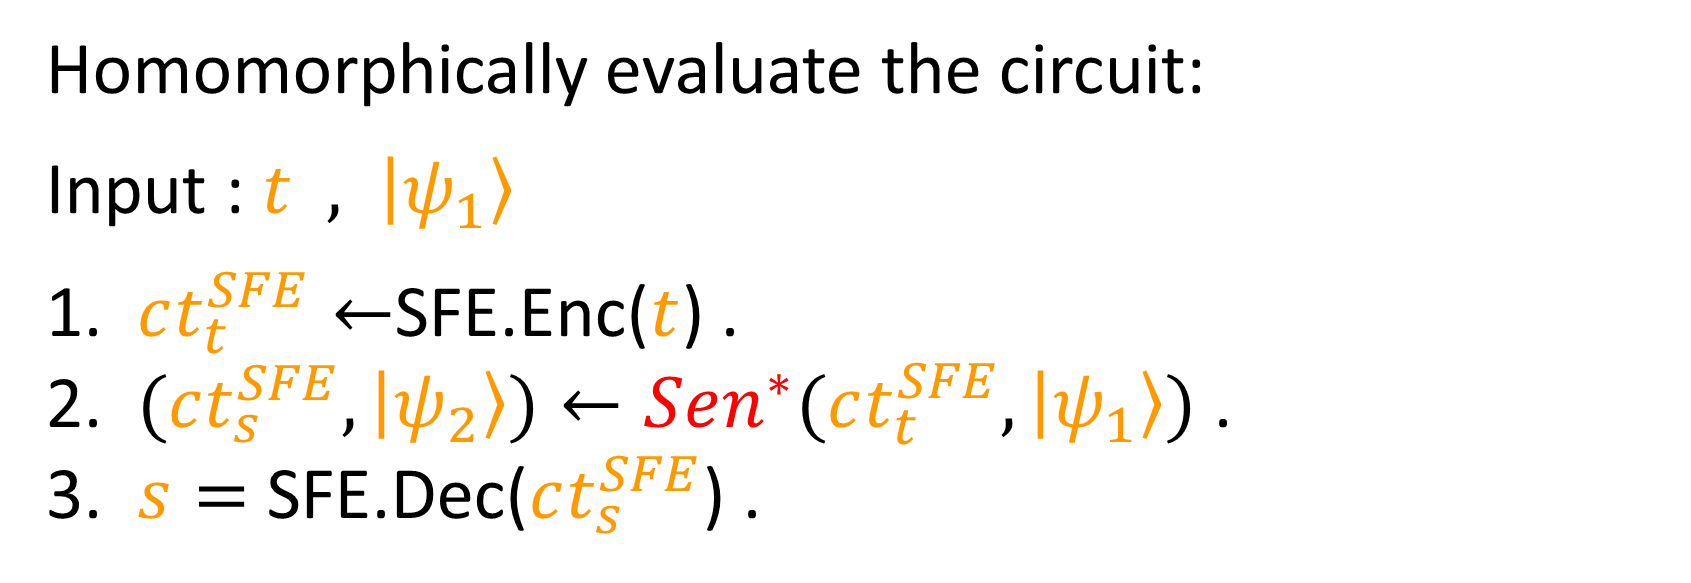 Homomorphically evaluate the circuit:
Input : t , |ψ₁⟩
1. ct_t^{SFE} ←SFE.Enc(t) .
2. (ct_s^{SFE}, |ψ₂⟩) ← Sen*(ct_t^{SFE}, |ψ₁⟩) .
3. s = SFE.Dec(ct_s^{SFE}) .